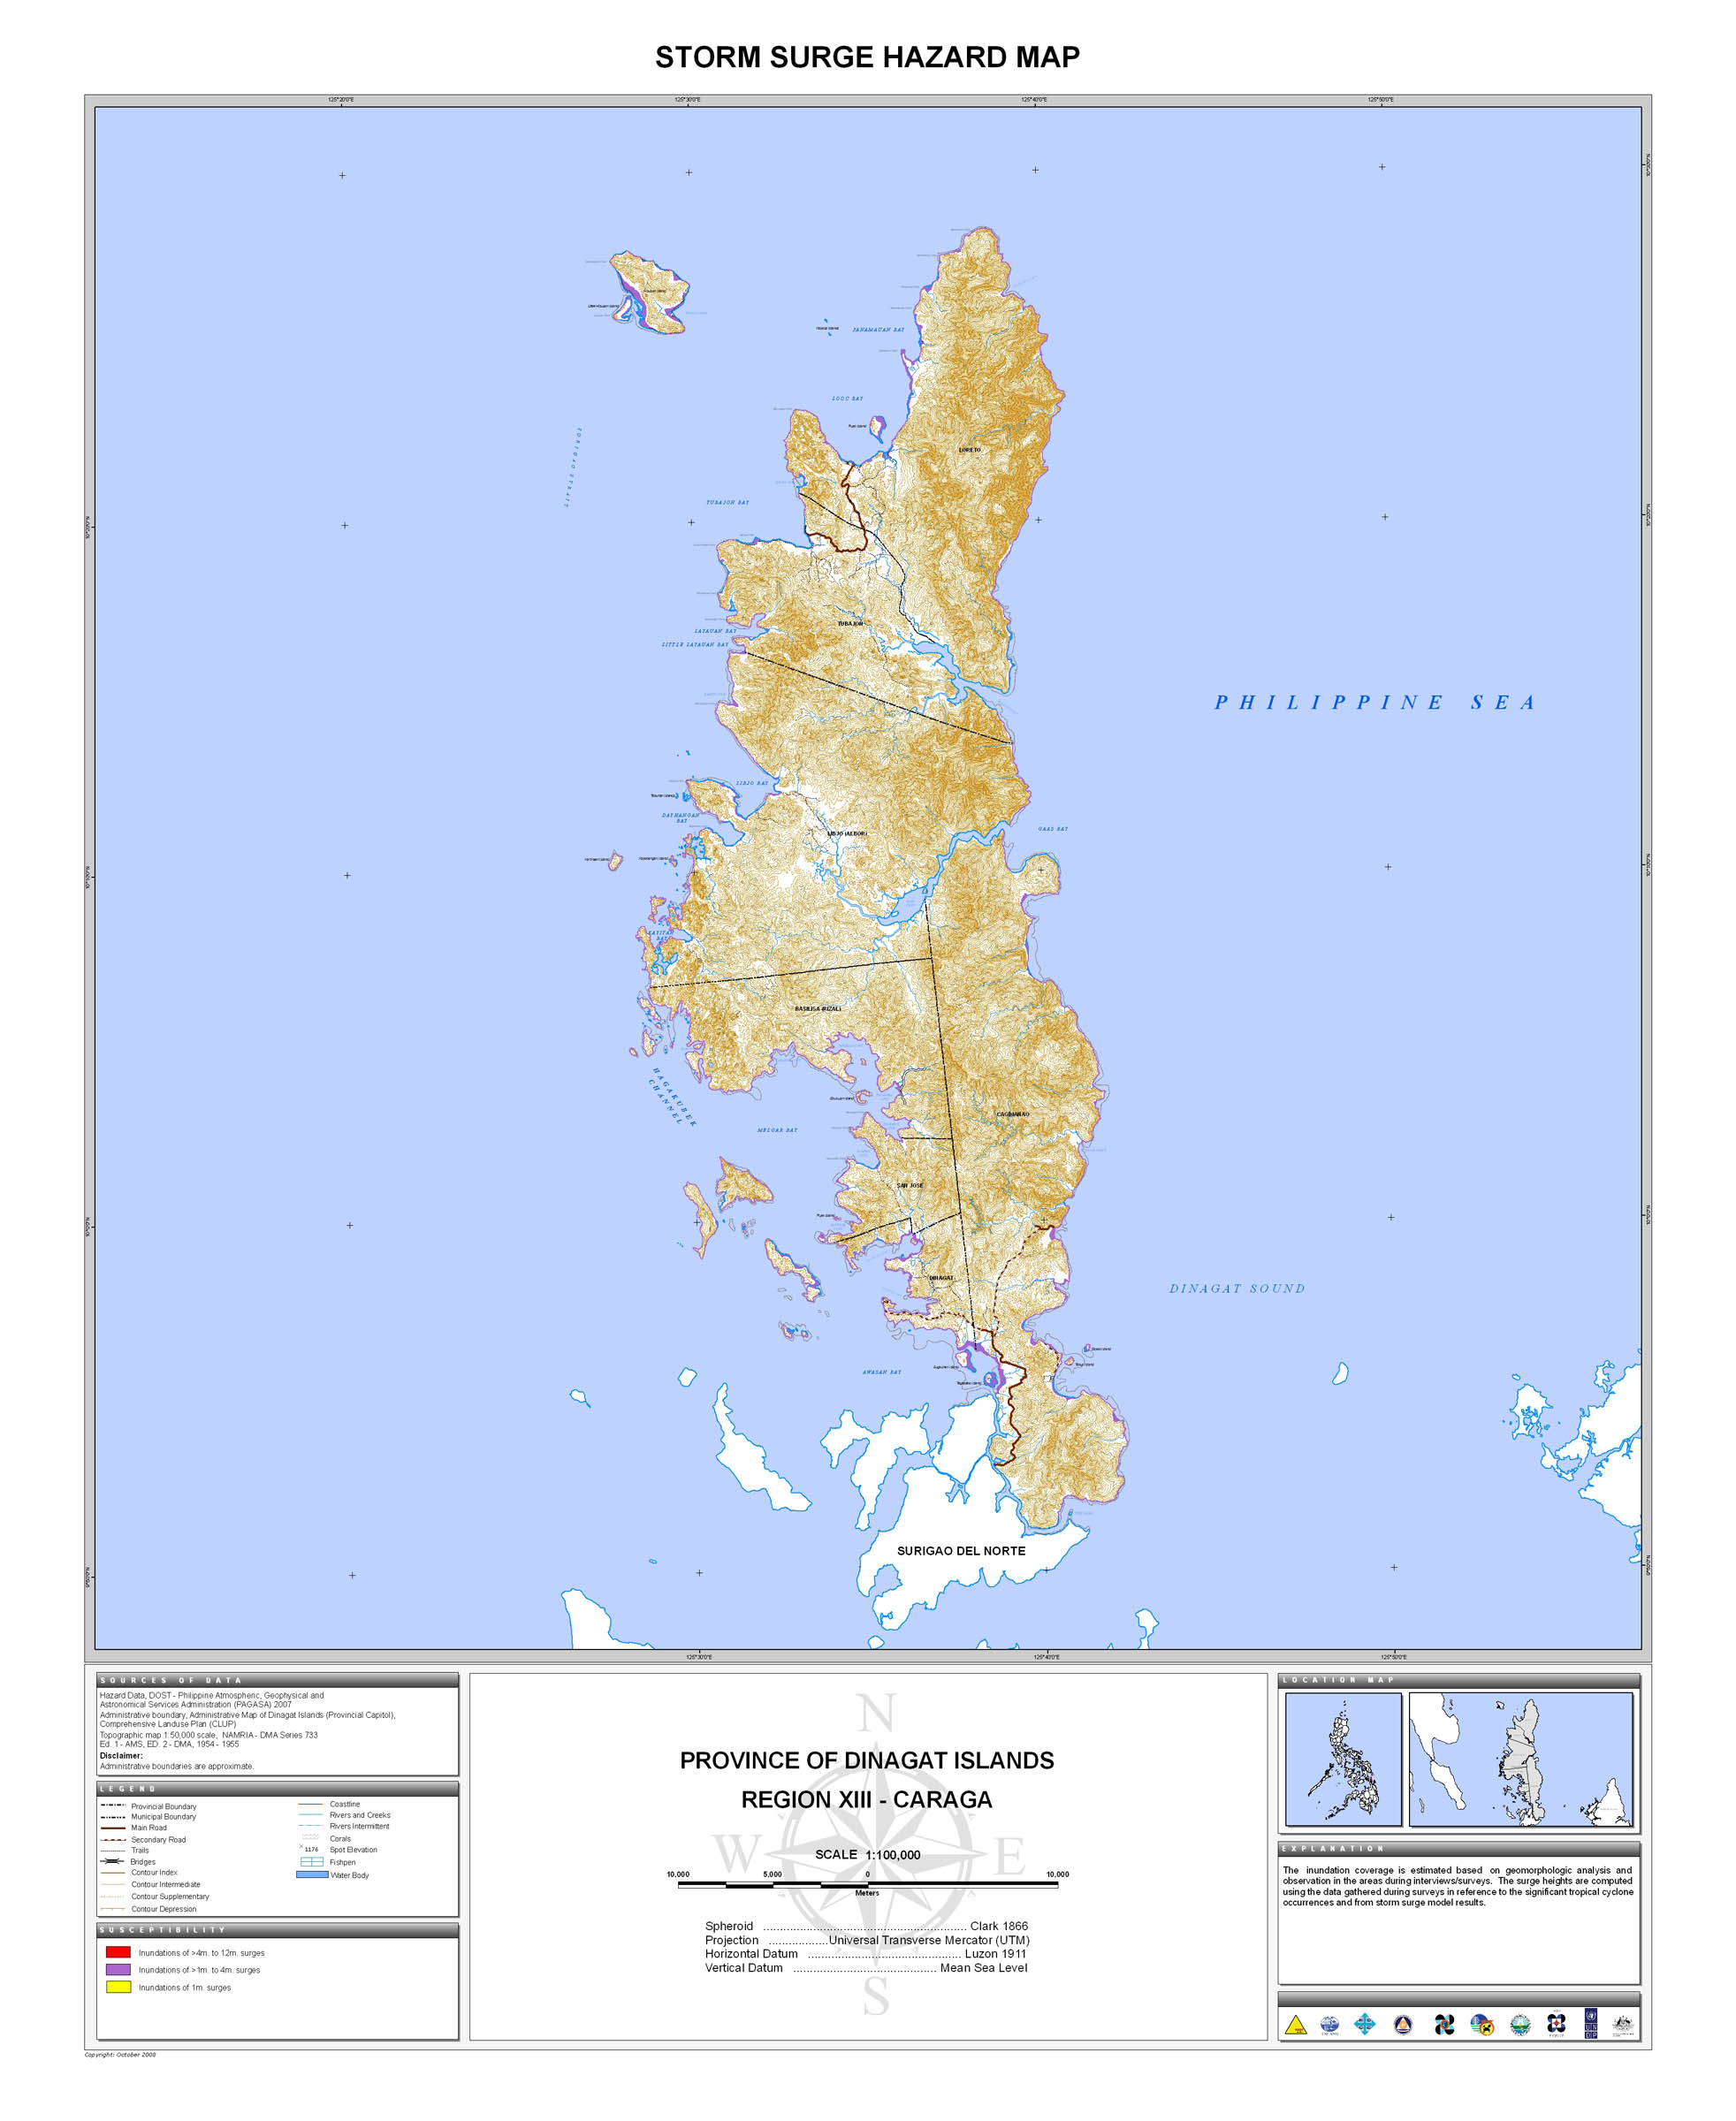 STORM SURGE HAZARD MAP
125°20'0"E
125°30'0"E
125°40'0"E
125°50'0"E
PANAMAUAN BAY
LOOC BAY
LORETO
TUBAJON BAY
TUBAJON
LAYAUAN BAY
LITTLE LAYAUAN BAY
PHILIPPINE SEA
LIBJO BAY
LIBJO (ALBOR)
GAAS BAY
BASILISA (RIZAL)
HAGAKUBEK
CHANNEL
CAGDIANAO
MELGAR BAY
SAN JOSE
DINAGAT
DINAGAT SOUND
AWASAN BAY
SURIGAO DEL NORTE
125°30'0"E
125°40'0"E
125°50'0"E
SOURCES OF DATA
Hazard Data, DOST - Philippine Atmospheric, Geophysical and
Astronomical Services Administration (PAGASA) 2007
Administrative boundary, Administrative Map of Dinagat Islands (Provincial Capitol),
Comprehensive Landuse Plan (CLUP)
Topographic map 1:50,000 scale, NAMRIA - DMA Series 733
Ed. 1 - AMS, ED. 2 - DMA, 1954 - 1955
Disclaimer:
Administrative boundaries are approximate.
LEGEND
Provincial Boundary
Municipal Boundary
Main Road
Secondary Road
Trails
Bridges
Contour Index
Contour Intermediate
Contour Supplementary
Contour Depression
Coastline
Rivers and Creeks
Rivers Intermittent
Corals
1176 Spot Elevation
Fishpen
Water Body
SUSCEPTIBILITY
Inundations of >4m. to 12m. surges
Inundations of >1m. to 4m. surges
Inundations of 1m. surges
Copyright: October 2008
N
PROVINCE OF DINAGAT ISLANDS
REGION XIII - CARAGA
W
E
SCALE 1:100,000
10,000 5,000 0 10,000
Meters
Spheroid ........ Clark 1866
Projection ........ Universal Transverse Mercator (UTM)
Horizontal Datum ........ Luzon 1911
Vertical Datum ........ Mean Sea Level
S
LOCATION MAP
EXPLANATION
The inundation coverage is estimated based on geomorphologic analysis and
observation in the areas during interviews/surveys. The surge heights are computed
using the data gathered during surveys in reference to the significant tropical cyclone
occurrences and from storm surge model results.